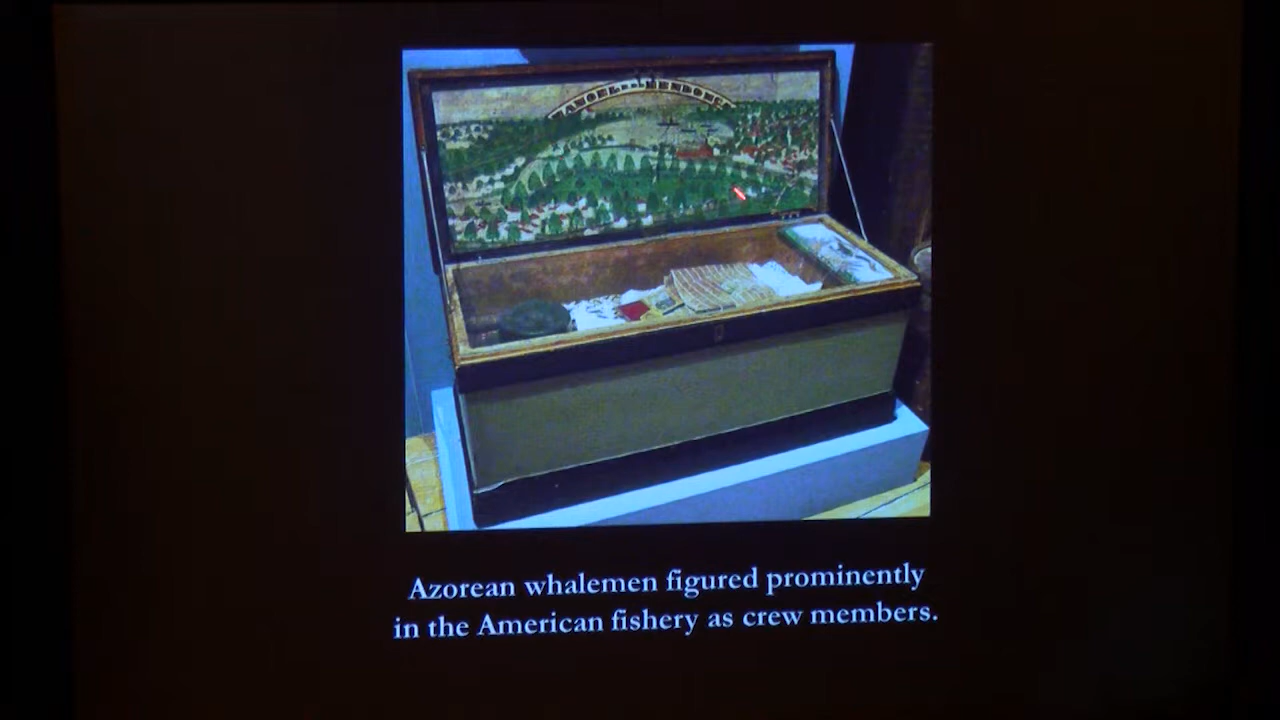 Azorean whalemen figured prominently
in the American fishery as crew members.